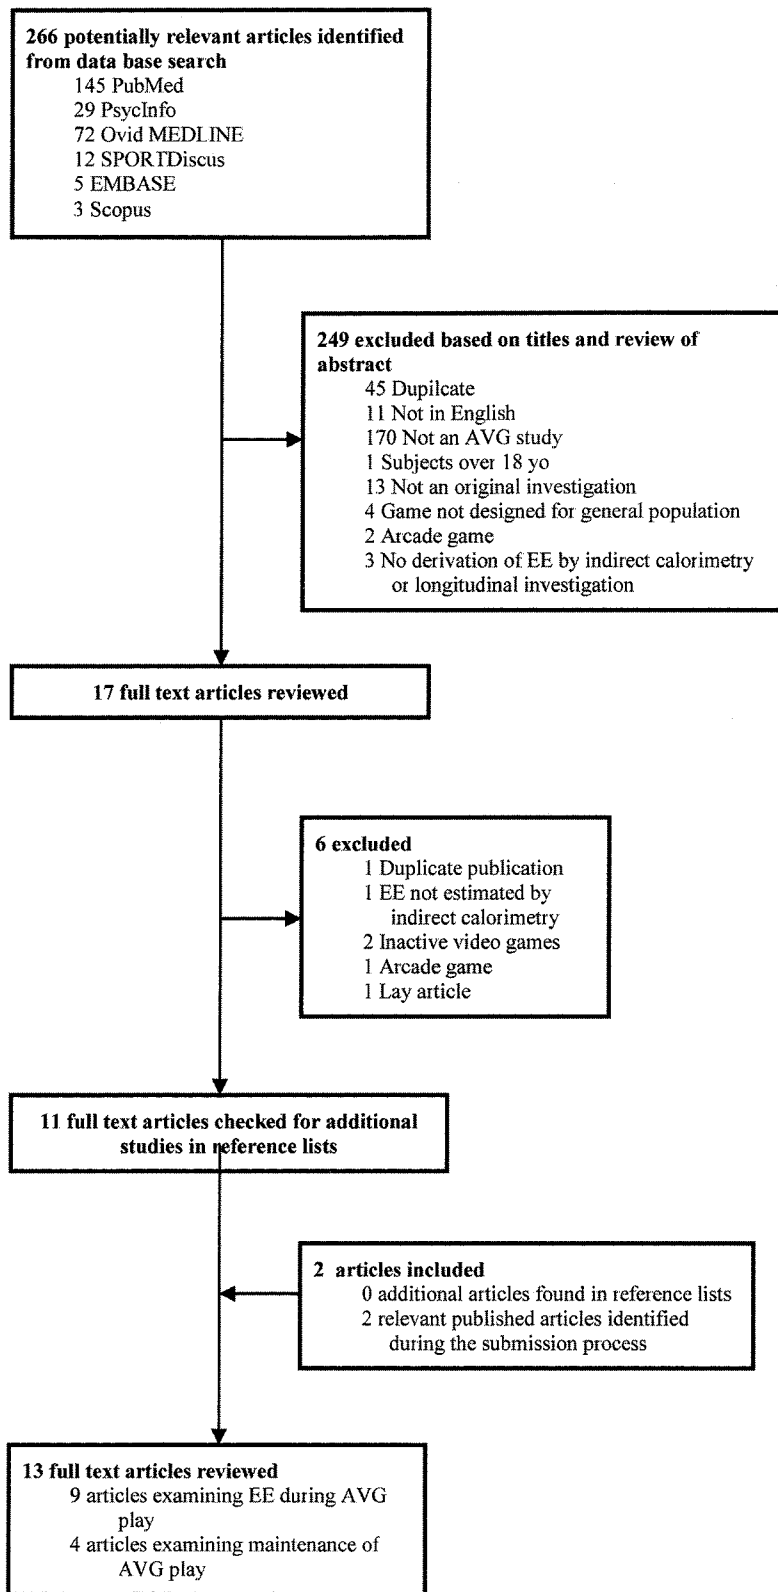 266 potentially relevant articles identified
from data base search
145 PubMed
29 PsycInfo
72 Ovid MEDLINE
12 SPORTDiscus
5 EMBASE
3 Scopus
249 excluded based on titles and review of
abstract
45 Dupilcate
11 Not in English
170 Not an AVG study
1 Subjects over 18 yo
13 Not an original investigation
4 Game not designed for general population
2 Arcade game
3 No derivation of EE by indirect calorimetry
or longitudinal investigation
17 full text articles reviewed
6 excluded
1 Duplicate publication
1 EE not estimated by
indirect calorimetry
2 Inactive video games
1 Arcade game
1 Lay article
11 full text articles checked for additional
studies in reference lists
2 articles included
0 additional articles found in reference lists
2 relevant published articles identified
during the submission process
13 full text articles reviewed
9 articles examining EE during AVG
play
4 articles examining maintenance of
AVG play